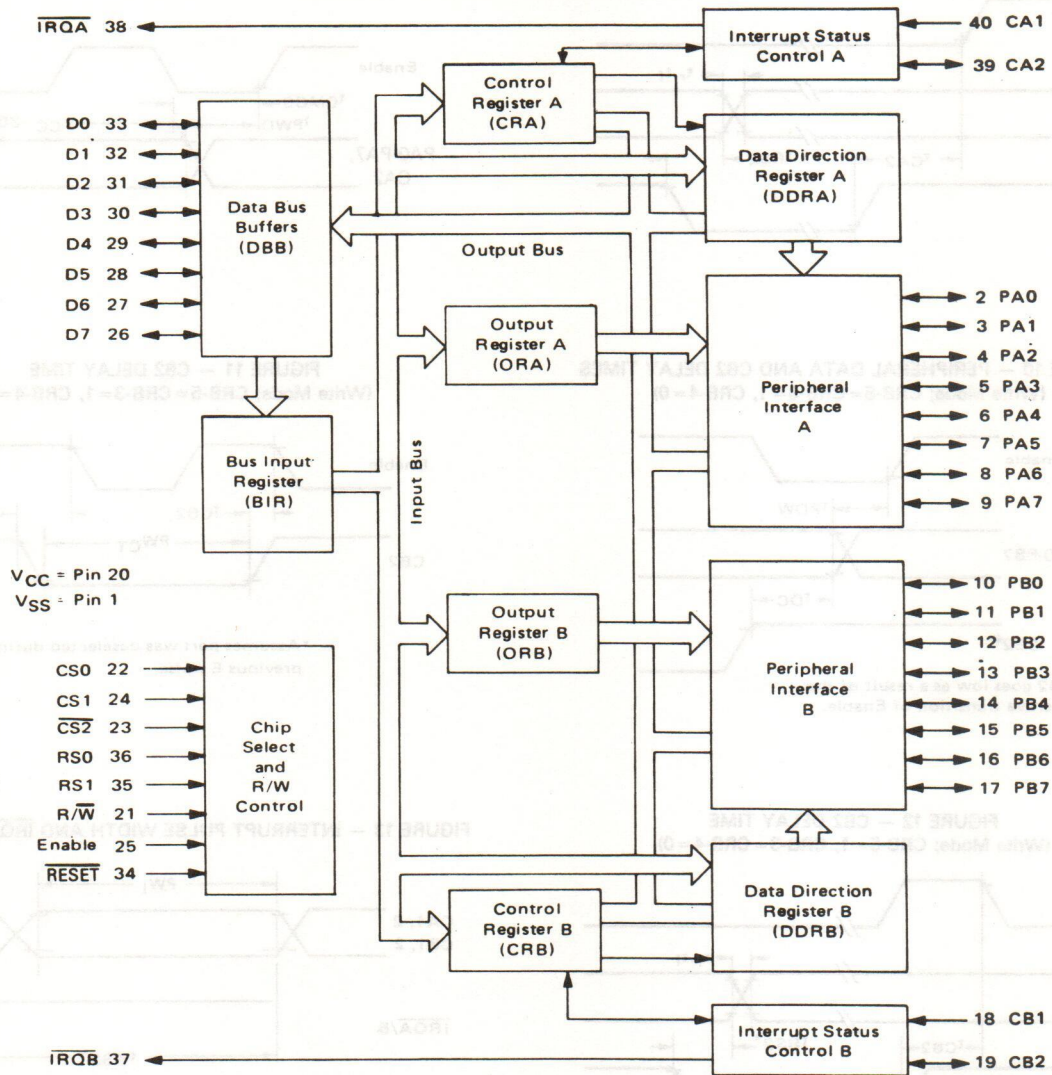 IRQA 38
Interrupt Status
Control A
40 CA1
39 CA2
Control
Register A
(CRA)
D0 33
D1 32
D2 31
D3 30
D4 29
D5 28
D6 27
D7 26
Data Bus
Buffers
(DBB)
Data Direction
Register A
(DDRA)
Output Bus
Output
Register A
(ORA)
Peripheral
Interface
A
2 PA0
3 PA1
4 PA2
5 PA3
6 PA4
7 PA5
8 PA6
9 PA7
Bus Input
Register
(BIR)
Input Bus
VCC = Pin 20
VSS = Pin 1
Output
Register B
(ORB)
Peripheral
Interface
B
10 PB0
11 PB1
12 PB2
13 PB3
14 PB4
15 PB5
16 PB6
17 PB7
CS0 22
CS1 24
CS2 23
RS0 36
RS1 35
R/W 21
Enable 25
RESET 34
Chip
Select
and
R/W
Control
Control
Register B
(CRB)
Data Direction
Register B
(DDRB)
Interrupt Status
Control B
18 CB1
19 CB2
IRQB 37